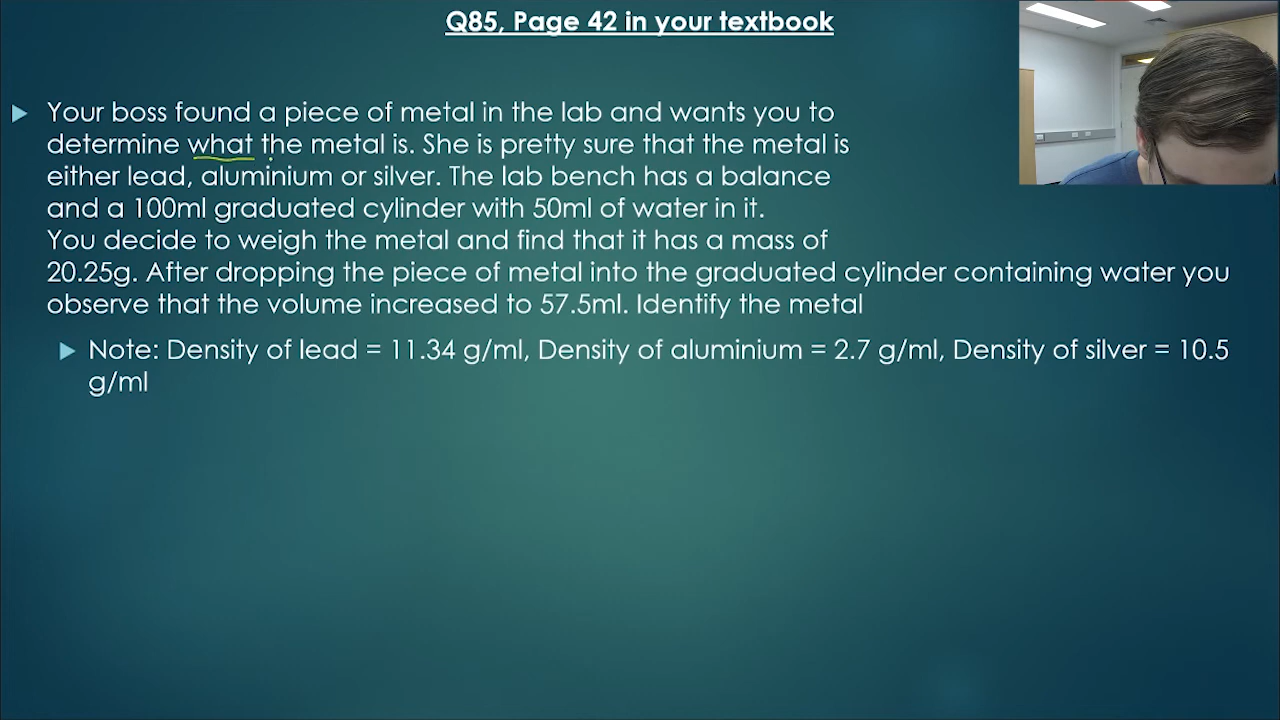 Q85, Page 42 in your textbook
Your boss found a piece of metal in the lab and wants you to
determine what the metal is. She is pretty sure that the metal is
either lead, aluminium or silver. The lab bench has a balance
and a 100ml graduated cylinder with 50ml of water in it.
You decide to weigh the metal and find that it has a mass of
20.25g. After dropping the piece of metal into the graduated cylinder containing water you
observe that the volume increased to 57.5ml. Identify the metal
Note: Density of lead = 11.34 g/ml, Density of aluminium = 2.7 g/ml, Density of silver = 10.5
g/ml